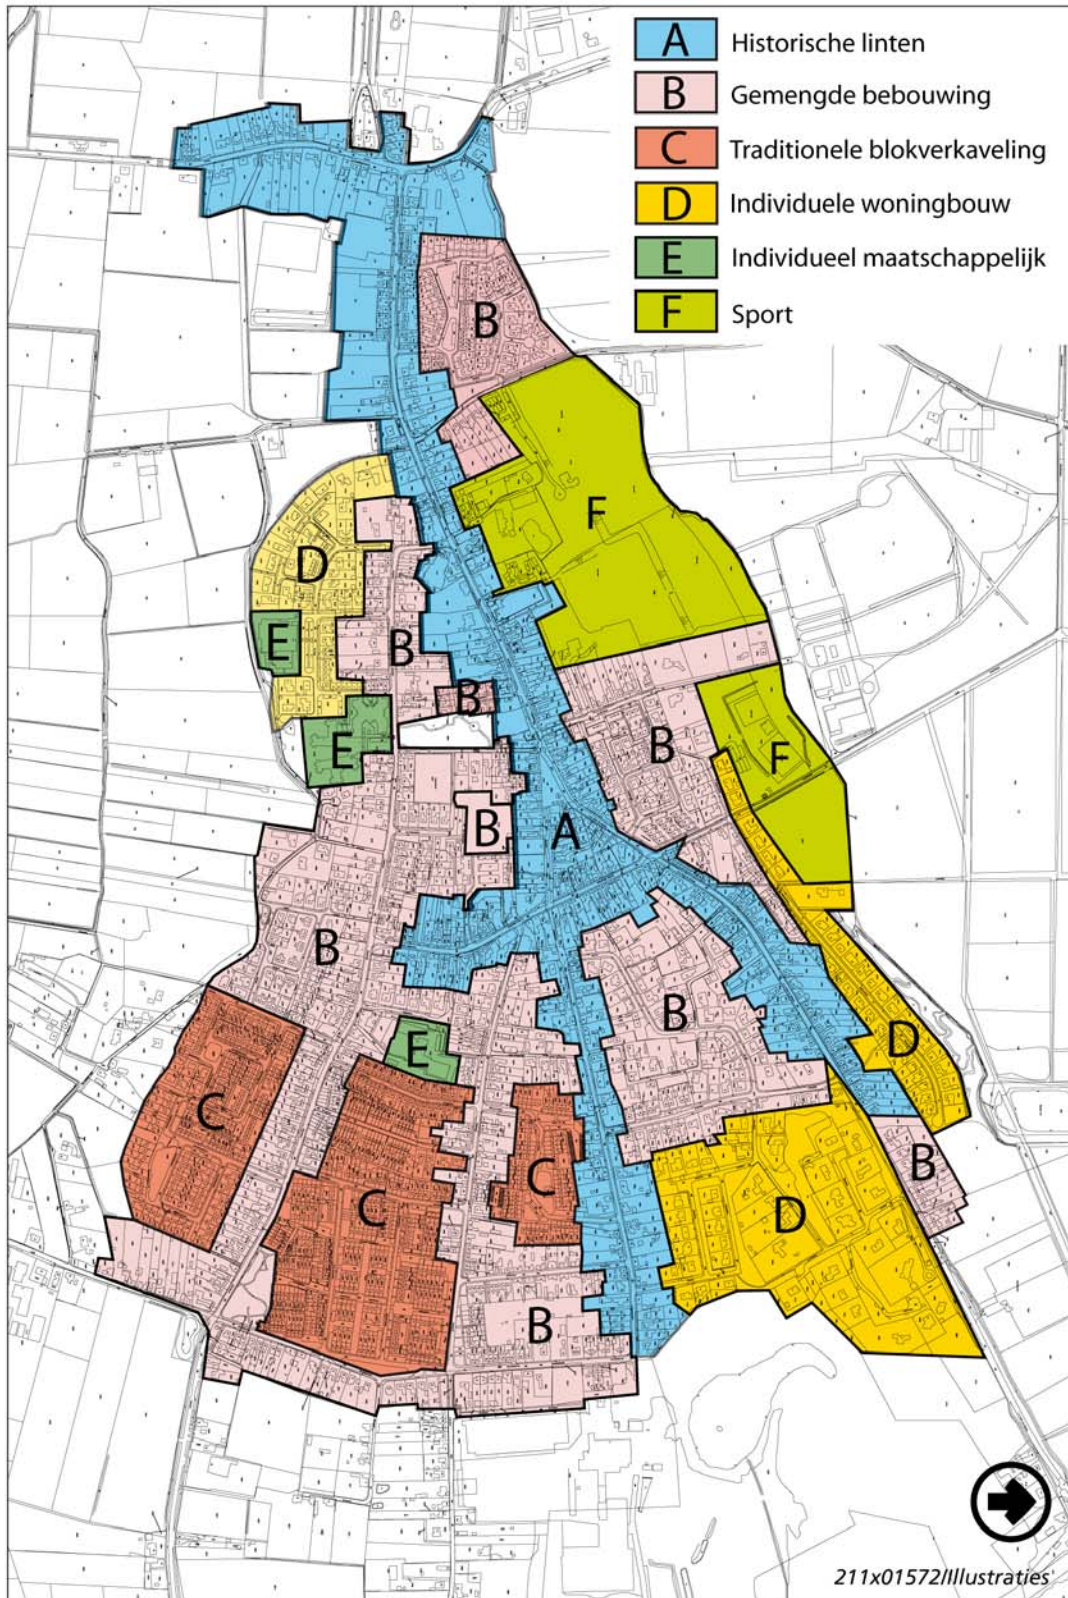 A Historische linten
B Gemengde bebouwing
C Traditionele blokverkaveling
D Individuele woningbouw
E Individueel maatschappelijk
F Sport
B
F
D
E
B
B
E
B
F
B
A
B
B
E
D
C
C
C
B
D
B
211x01572/Illustraties